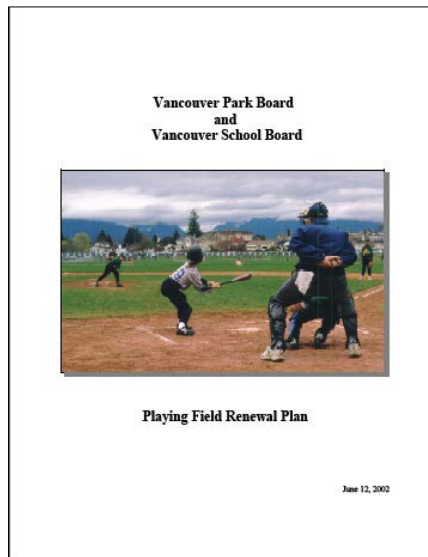 Vancouver Park Board
and
Vancouver School Board
Playing Field Renewal Plan
June 12, 2002